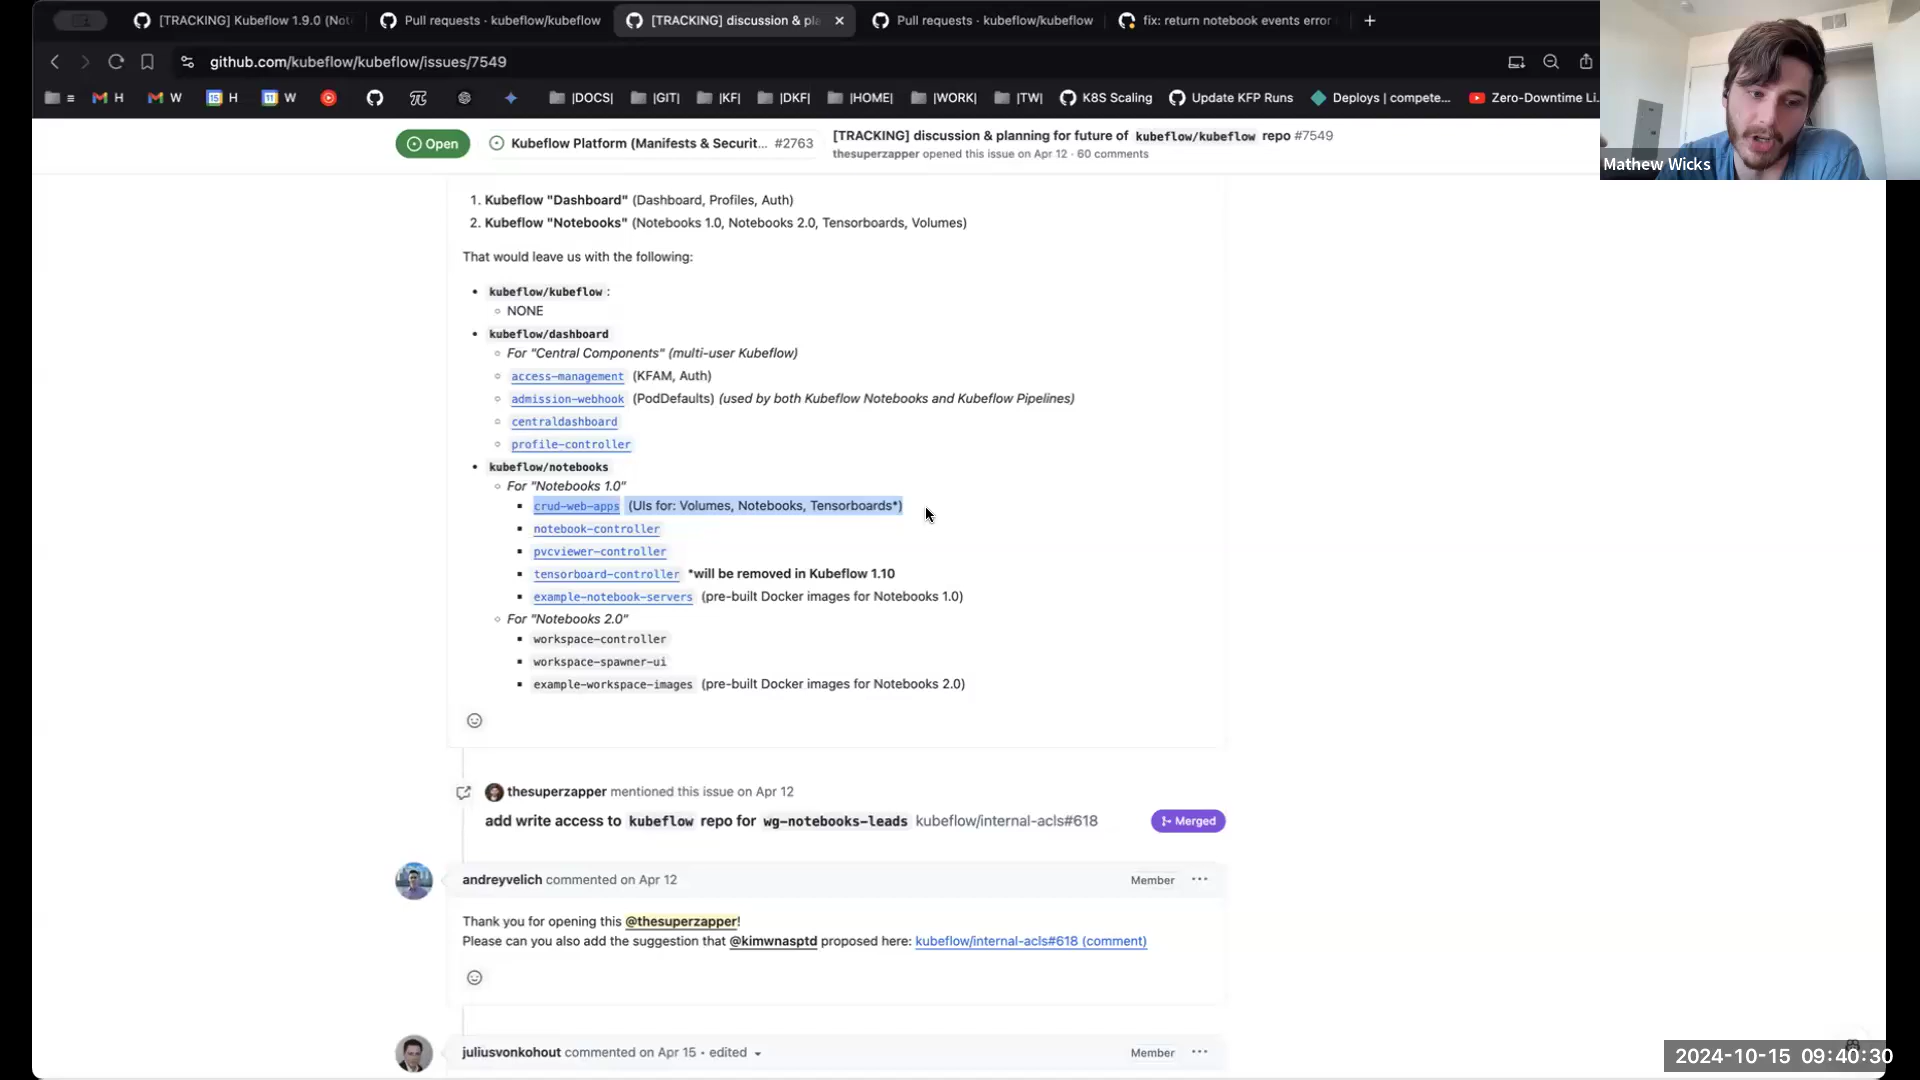 [TRACKING] Kubeflow 1.9.0 (Not
Pull requests · kubeflow/kubeflow
[TRACKING] discussion & pl
Pull requests · kubeflow/kubeflow
fix: return notebook events error
github.com/kubeflow/kubeflow/issues/7549
H
W
H
W
|DOCS|
|GIT|
|KF|
|DKF|
|HOME|
|WORK|
|TW|
K8S Scaling
Update KFP Runs
Deploys | compete...
Zero-Downtime Li...
Mathew Wicks
Open
Kubeflow Platform (Manifests & Securit... #2763
[TRACKING] discussion & planning for future of kubeflow/kubeflow repo #7549
thesuperzapper opened this issue on Apr 12 · 60 comments
1. Kubeflow "Dashboard" (Dashboard, Profiles, Auth)
2. Kubeflow "Notebooks" (Notebooks 1.0, Notebooks 2.0, Tensorboards, Volumes)
That would leave us with the following:
kubeflow/kubeflow :
NONE
kubeflow/dashboard
For "Central Components" (multi-user Kubeflow)
access-management (KFAM, Auth)
admission-webhook (PodDefaults) (used by both Kubeflow Notebooks and Kubeflow Pipelines)
centraldashboard
profile-controller
kubeflow/notebooks
For "Notebooks 1.0"
crud-web-apps (UIs for: Volumes, Notebooks, Tensorboards*)
notebook-controller
pvcviewer-controller
tensorboard-controller *will be removed in Kubeflow 1.10
example-notebook-servers (pre-built Docker images for Notebooks 1.0)
For "Notebooks 2.0"
workspace-controller
workspace-spawner-ui
example-workspace-images (pre-built Docker images for Notebooks 2.0)
thesuperzapper mentioned this issue on Apr 12
add write access to kubeflow repo for wg-notebooks-leads kubeflow/internal-acls#618
Merged
andreyvelich commented on Apr 12
Member
Thank you for opening this @thesuperzapper!
Please can you also add the suggestion that @kimwnasptd proposed here: kubeflow/internal-acls#618 (comment)
juliusvonkohout commented on Apr 15 · edited
Member
2024-10-15 09:40:30